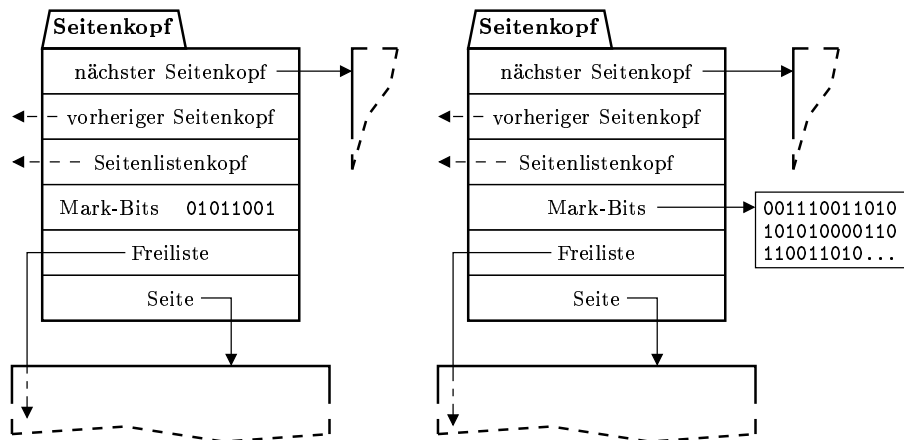 Seitenkopf
nächster Seitenkopf
vorheriger Seitenkopf
Seitenlistenkopf
Mark-Bits 01011001
Freiliste
Seite
Seitenkopf
nächster Seitenkopf
vorheriger Seitenkopf
Seitenlistenkopf
Mark-Bits
Freiliste
Seite
001110011010
101010000110
110011010...